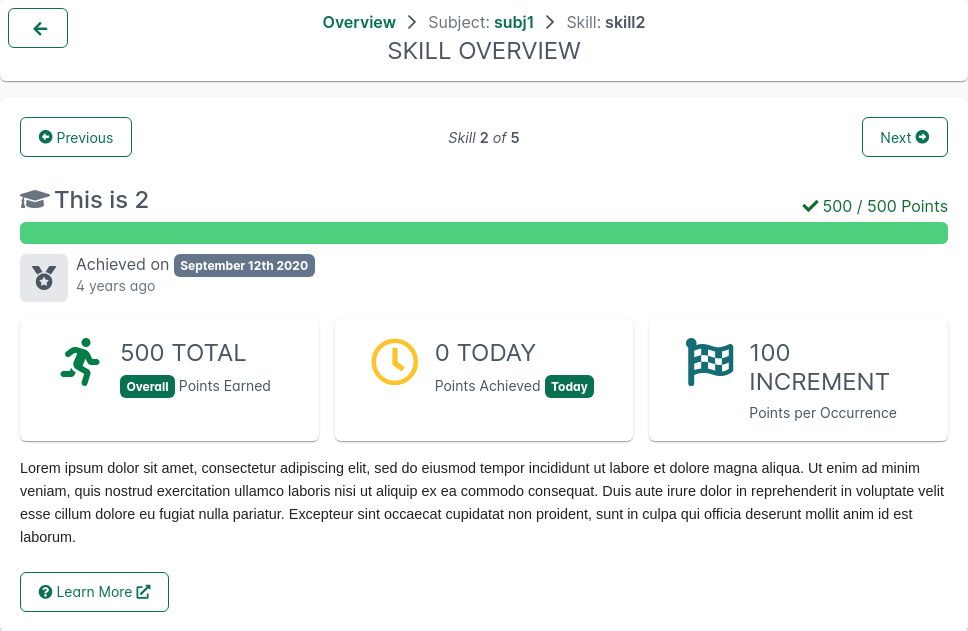 Overview > Subject: subj1 > Skill: skill2
SKILL OVERVIEW
Previous
Skill 2 of 5
Next
This is 2
500 / 500 Points
Achieved on September 12th 2020
4 years ago
500 TOTAL
Overall Points Earned
0 TODAY
Points Achieved Today
100
INCREMENT
Points per Occurrence
Lorem ipsum dolor sit amet, consectetur adipiscing elit, sed do eiusmod tempor incididunt ut labore et dolore magna aliqua. Ut enim ad minim
veniam, quis nostrud exercitation ullamco laboris nisi ut aliquip ex ea commodo consequat. Duis aute irure dolor in reprehenderit in voluptate velit
esse cillum dolore eu fugiat nulla pariatur. Excepteur sint occaecat cupidatat non proident, sunt in culpa qui officia deserunt mollit anim id est
laborum.
Learn More